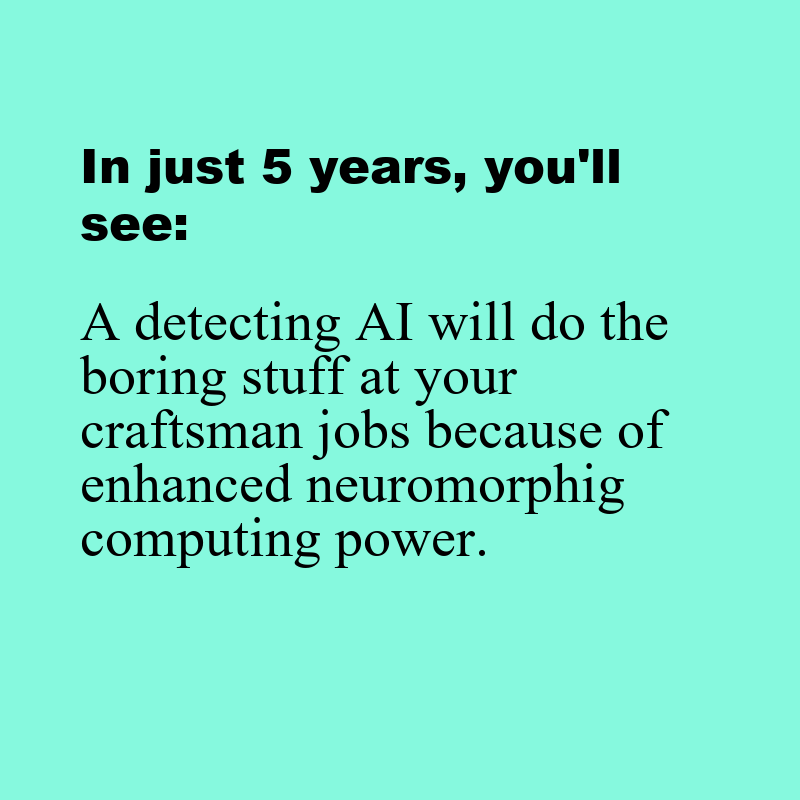 In just 5 years, you'll
see:
A detecting AI will do the
boring stuff at your
craftsman jobs because of
enhanced neuromorphig
computing power.